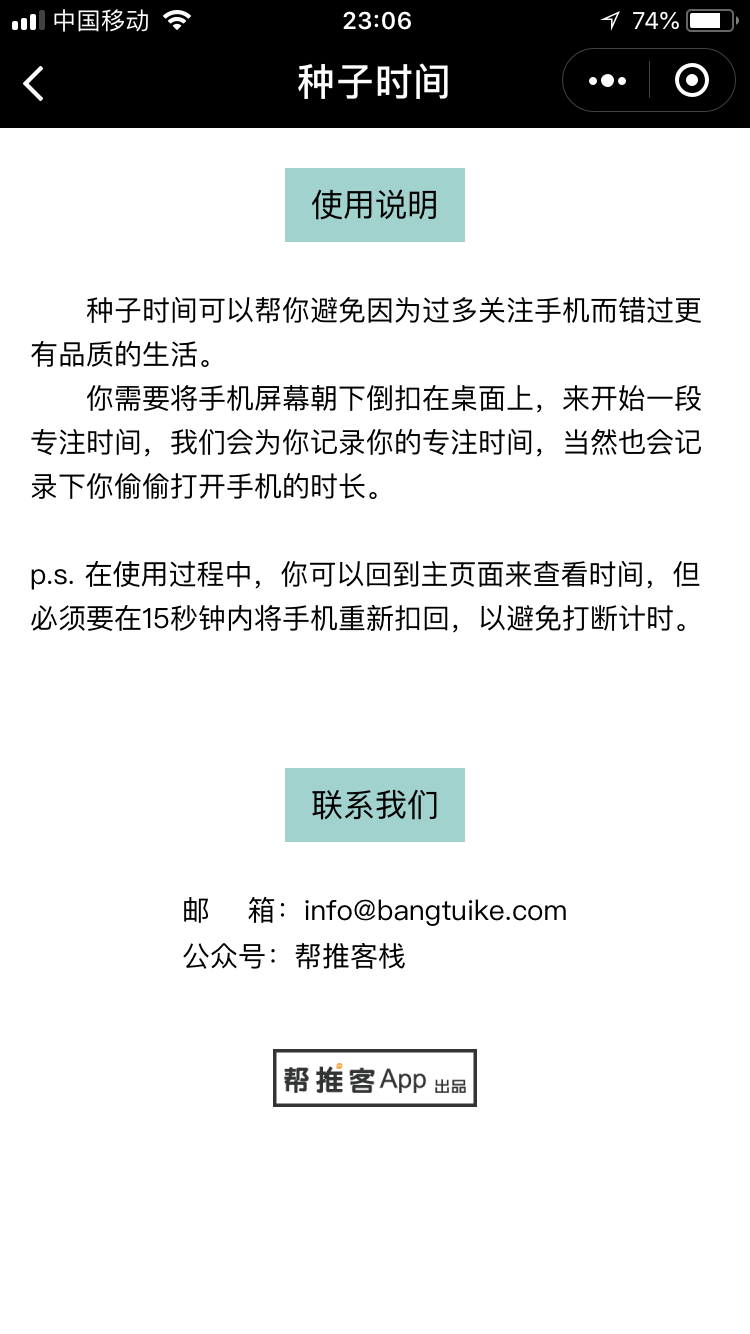 中国移动 23:06 74%
种子时间
使用说明
种子时间可以帮你避免因为过多关注手机而错过更
有品质的生活。
你需要将手机屏幕朝下倒扣在桌面上，来开始一段
专注时间，我们会为你记录你的专注时间，当然也会记
录下你偷偷打开手机的时长。
p.s. 在使用过程中，你可以回到主页面来查看时间，但
必须要在15秒钟内将手机重新扣回，以避免打断计时。
联系我们
邮 箱：info@bangtuike.com
公众号：帮推客栈
帮推客App 出品